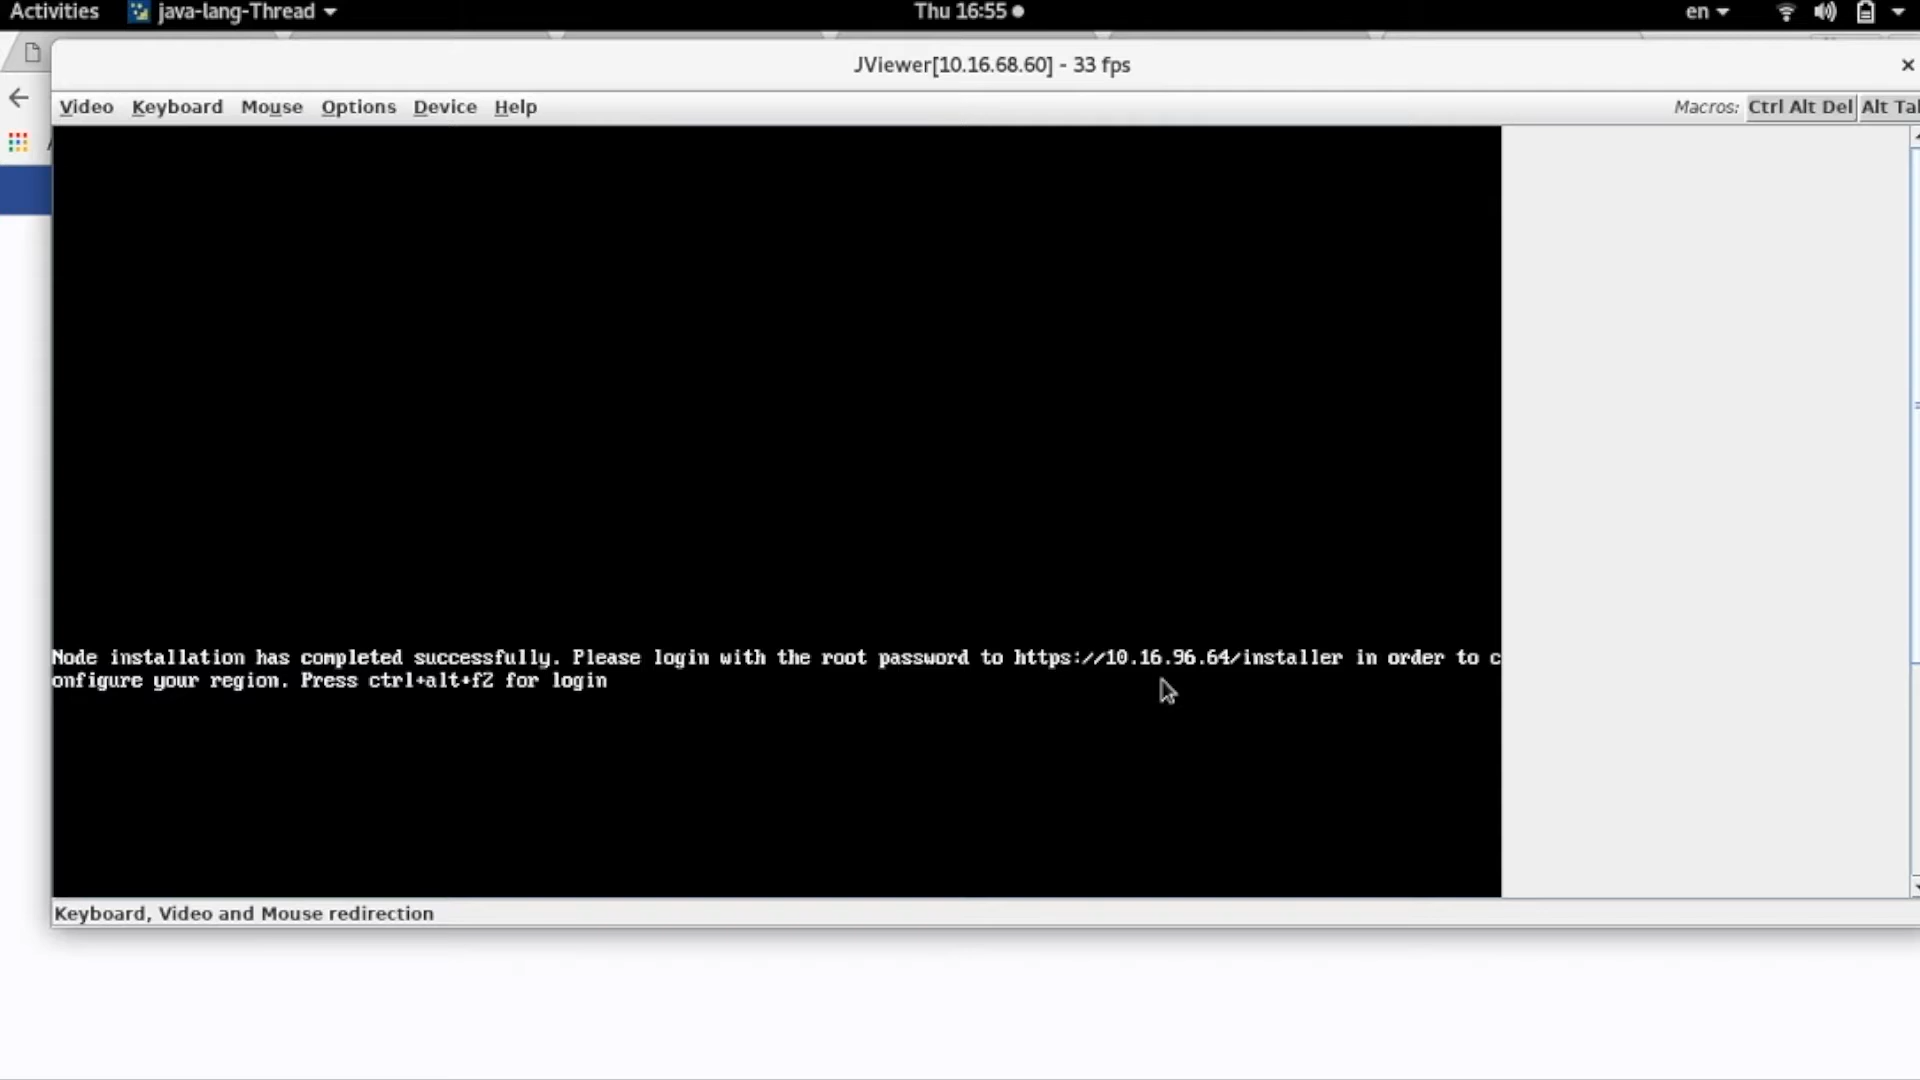 Activities java-lang-Thread Thu 16:55 en
JViewer[10.16.68.60] - 33 fps
Video Keyboard Mouse Options Device Help Macros: Ctrl Alt Del Alt Ta
Node installation has completed successfully. Please login with the root password to https://10.16.96.64/installer in order to c
onfigure your region. Press ctrl+alt+f2 for login
Keyboard, Video and Mouse redirection